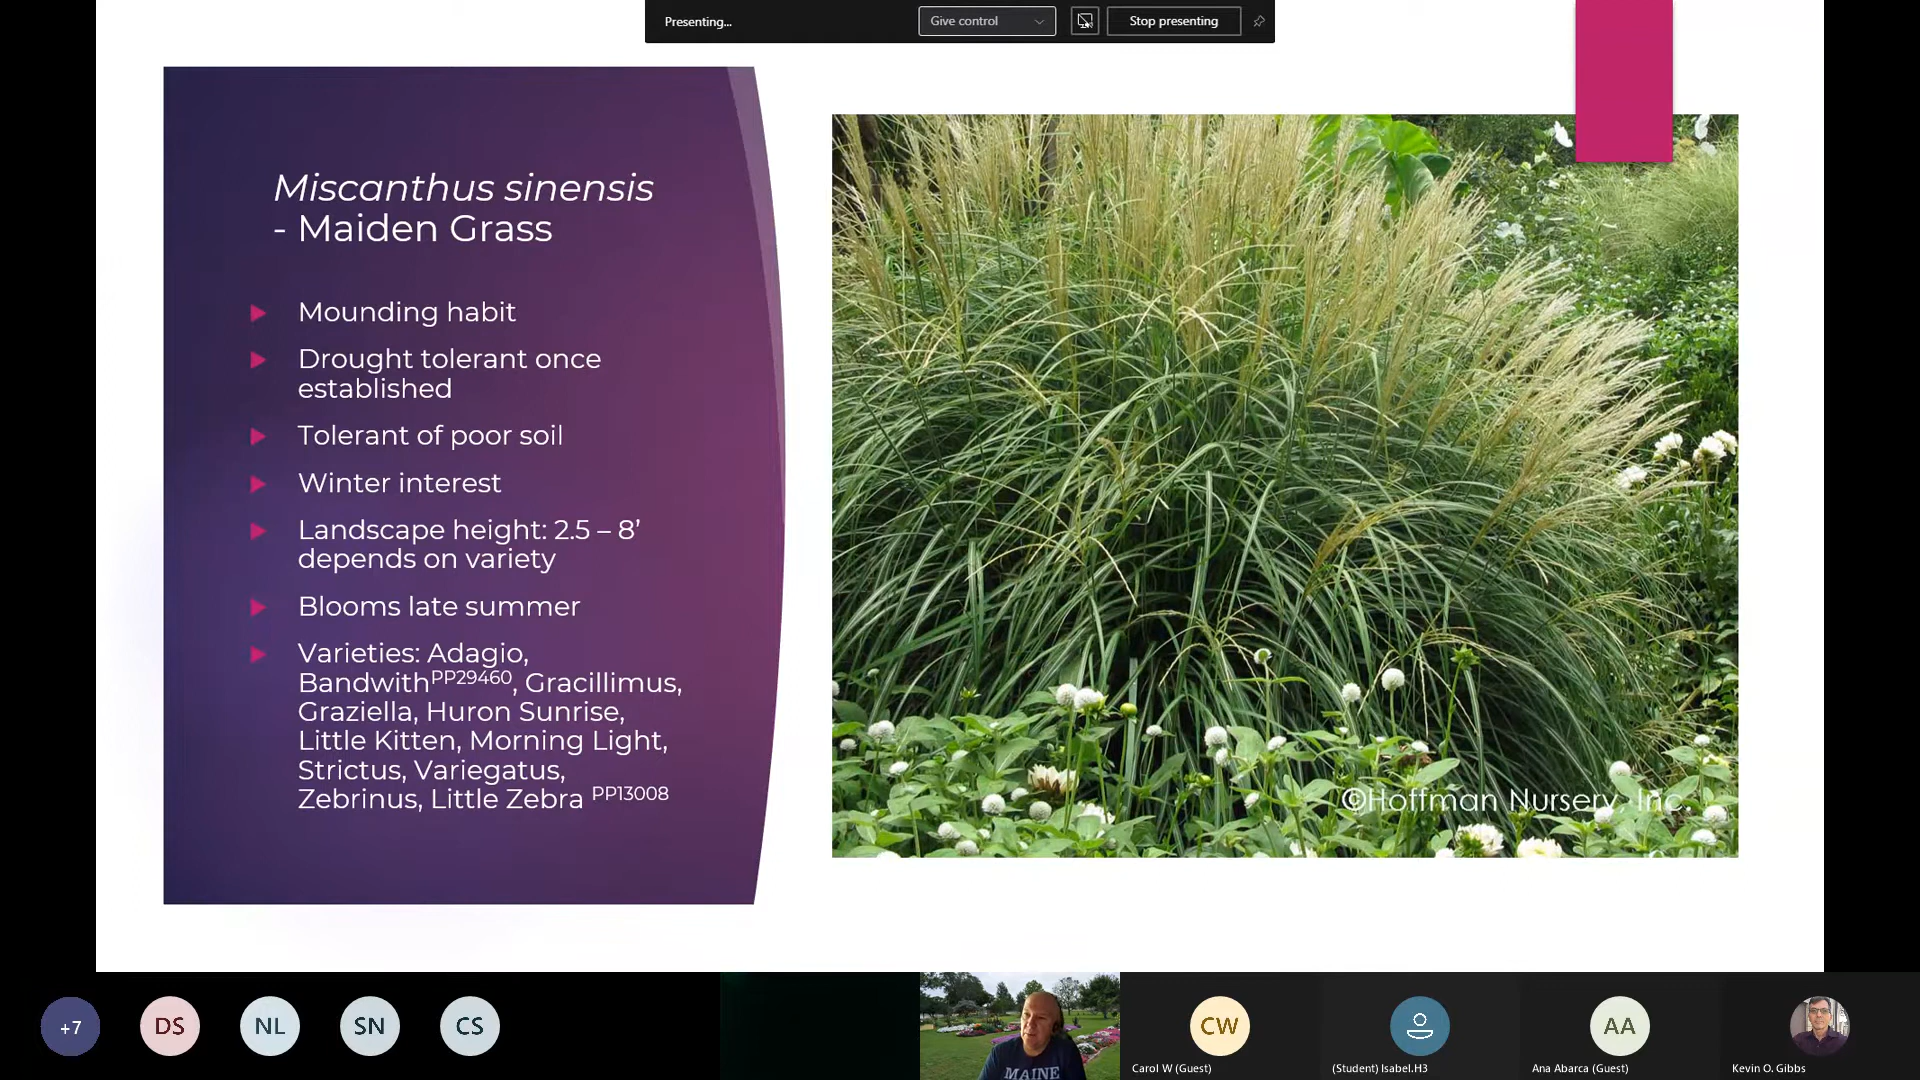 Presenting...
Give control
Stop presenting
Miscanthus sinensis
- Maiden Grass
Mounding habit
Drought tolerant once
established
Tolerant of poor soil
Winter interest
Landscape height: 2.5 – 8’
depends on variety
Blooms late summer
Varieties: Adagio,
BandwithPP29460, Gracillimus,
Graziella, Huron Sunrise,
Little Kitten, Morning Light,
Strictus, Variegatus,
Zebrinus, Little Zebra PP13008
©Hoffman Nursery, Inc.
+7
DS
NL
SN
CS
MAINE
CW
AA
Carol W (Guest)
(Student) Isabel.H3
Ana Abarca (Guest)
Kevin O. Gibbs